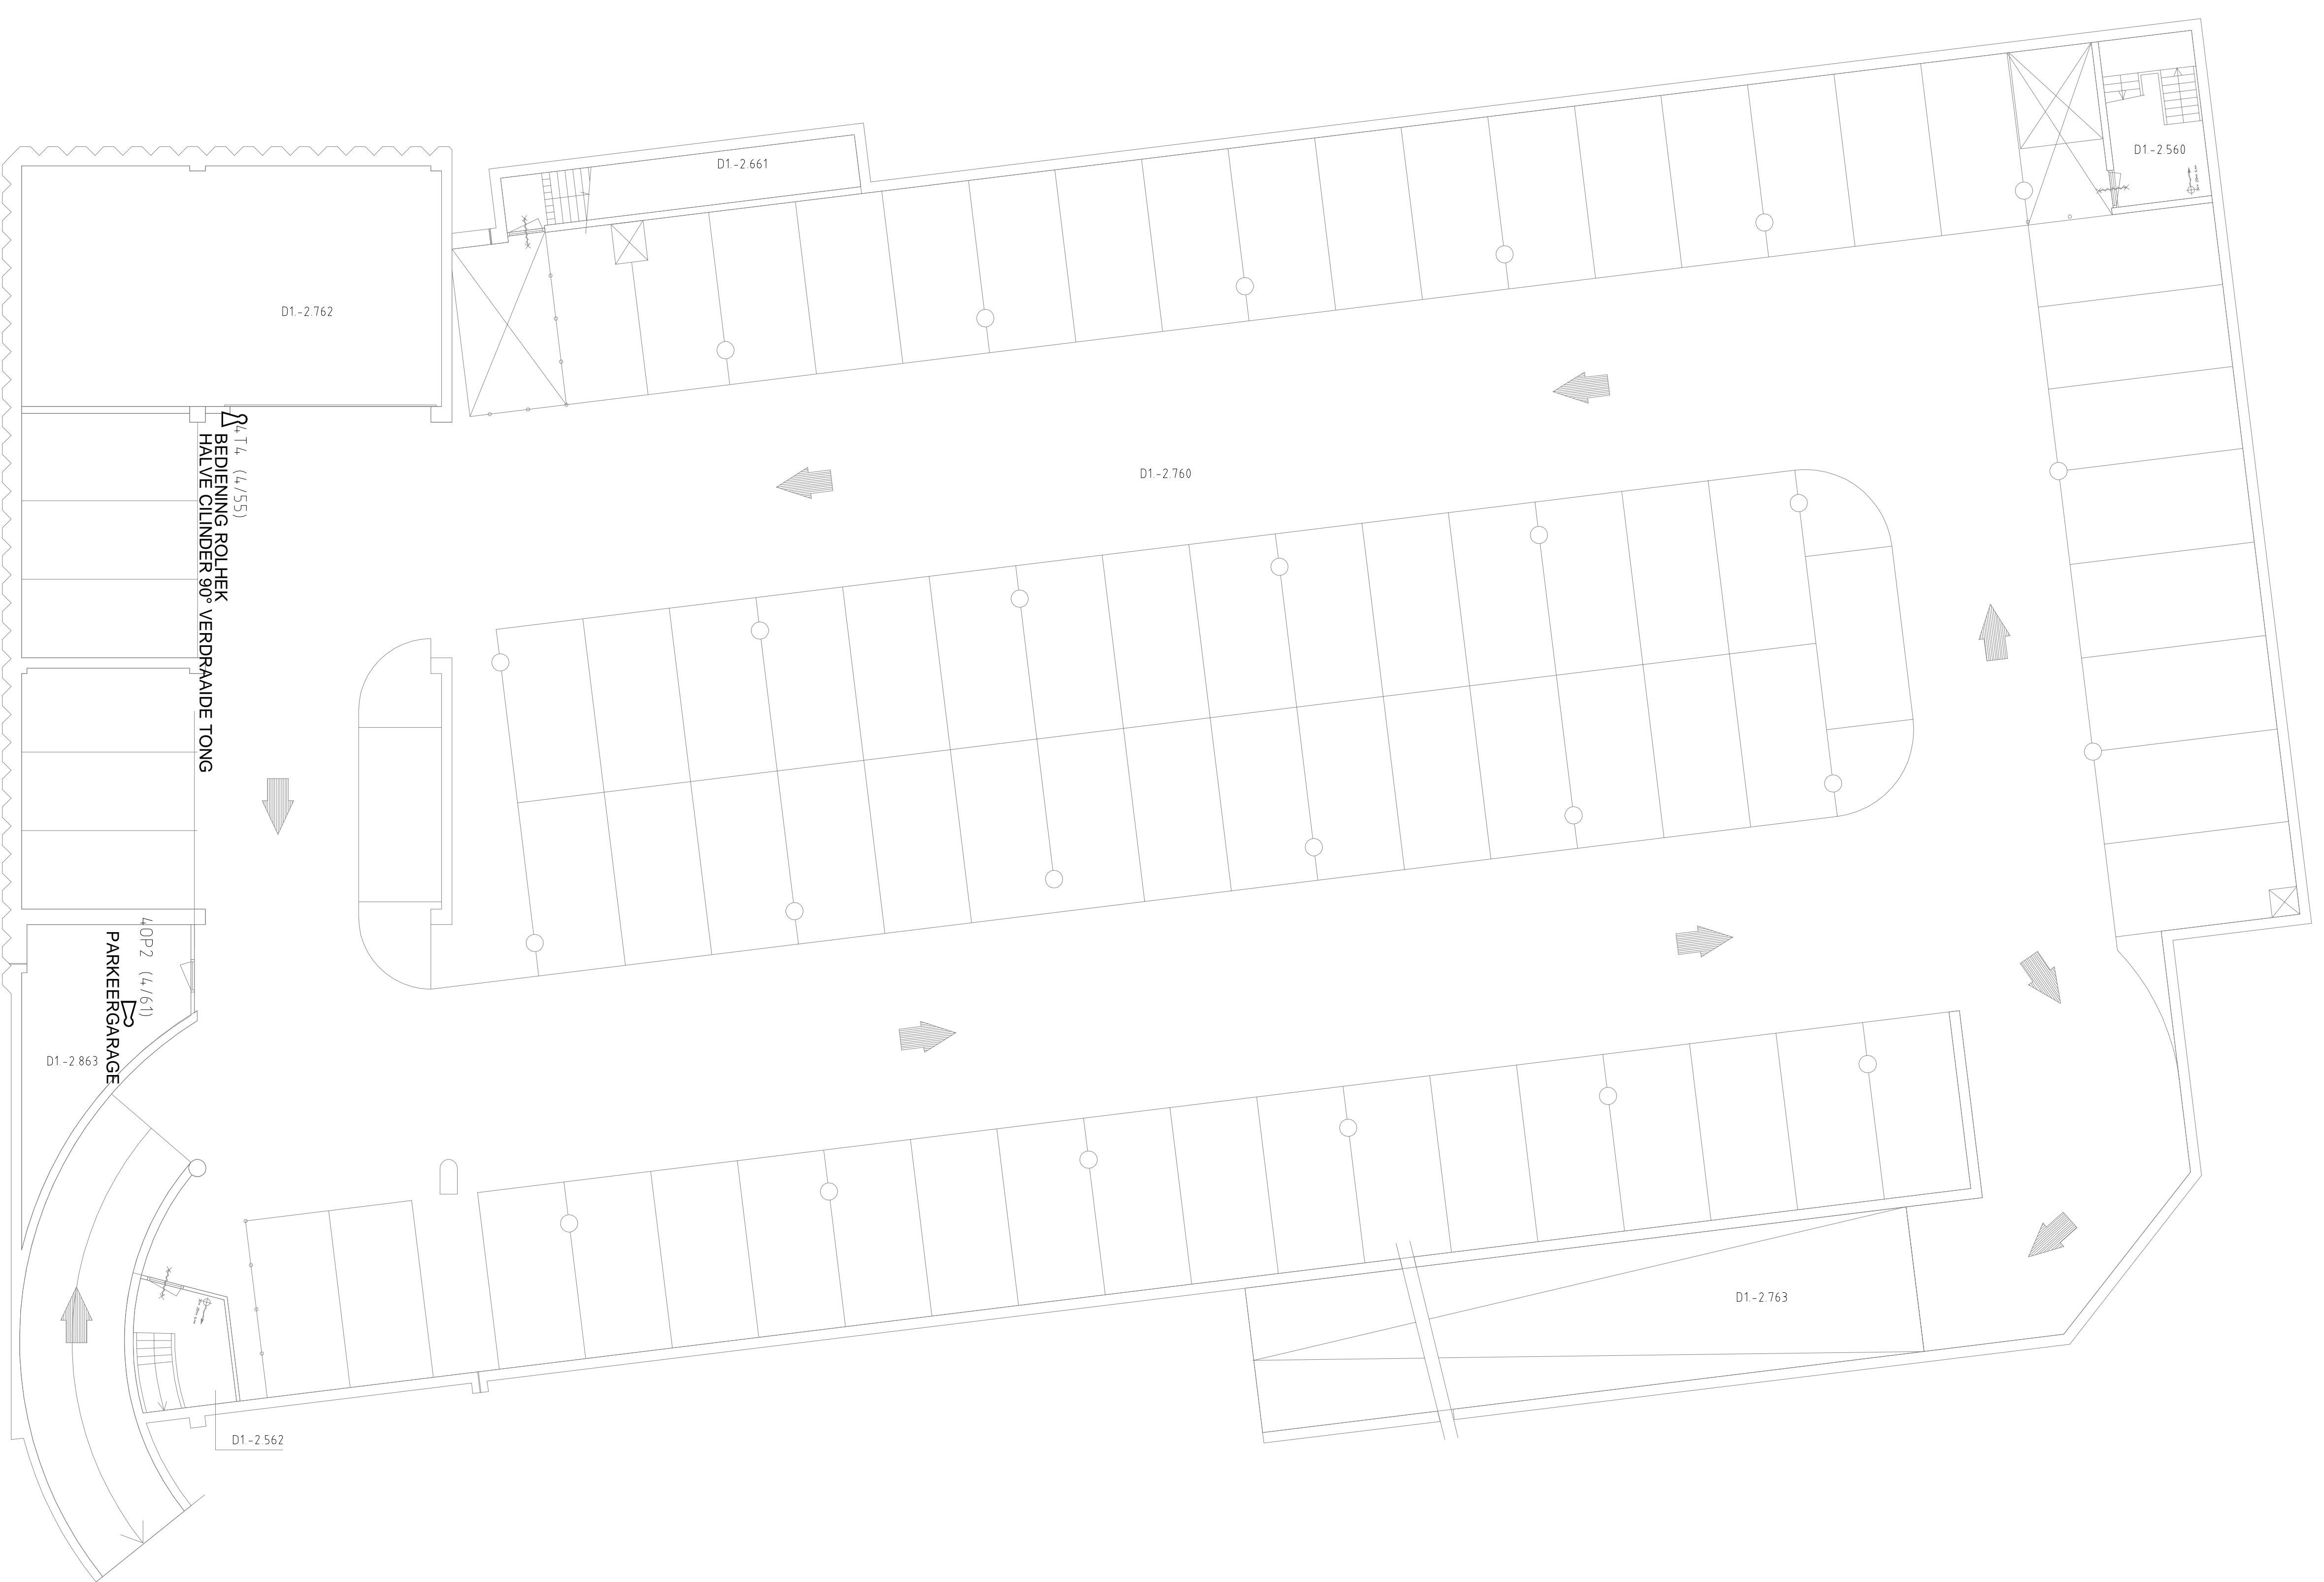 D1.-2.661
D1.-2.560
D1.-2.762
4T4 (4/55)
BEDIENING ROLHEK
HALVE CILINDER 90° VERDRAAIDE TONG
D1.-2.760
4OP2 (4/61)
PARKEERGARAGE
D1.-2.863
D1.-2.763
D1.-2.562